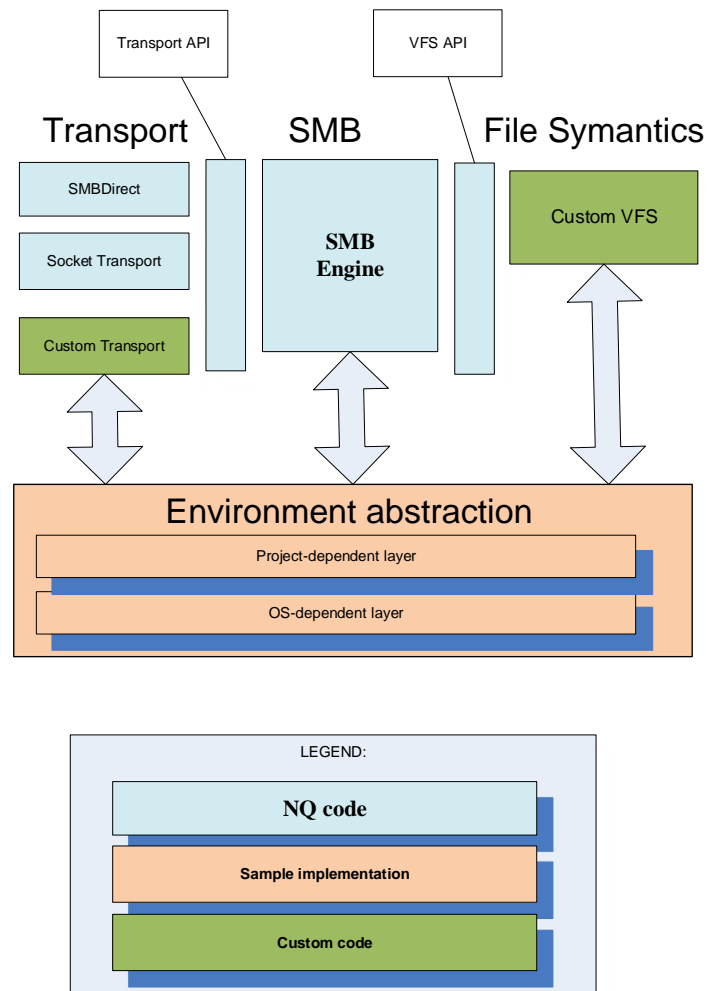 Transport API
VFS API
Transport
SMB
File Symantics
SMBDirect
Socket Transport
Custom Transport
SMB
Engine
Custom VFS
Environment abstraction
Project-dependent layer
OS-dependent layer
LEGEND:
NQ code
Sample implementation
Custom code